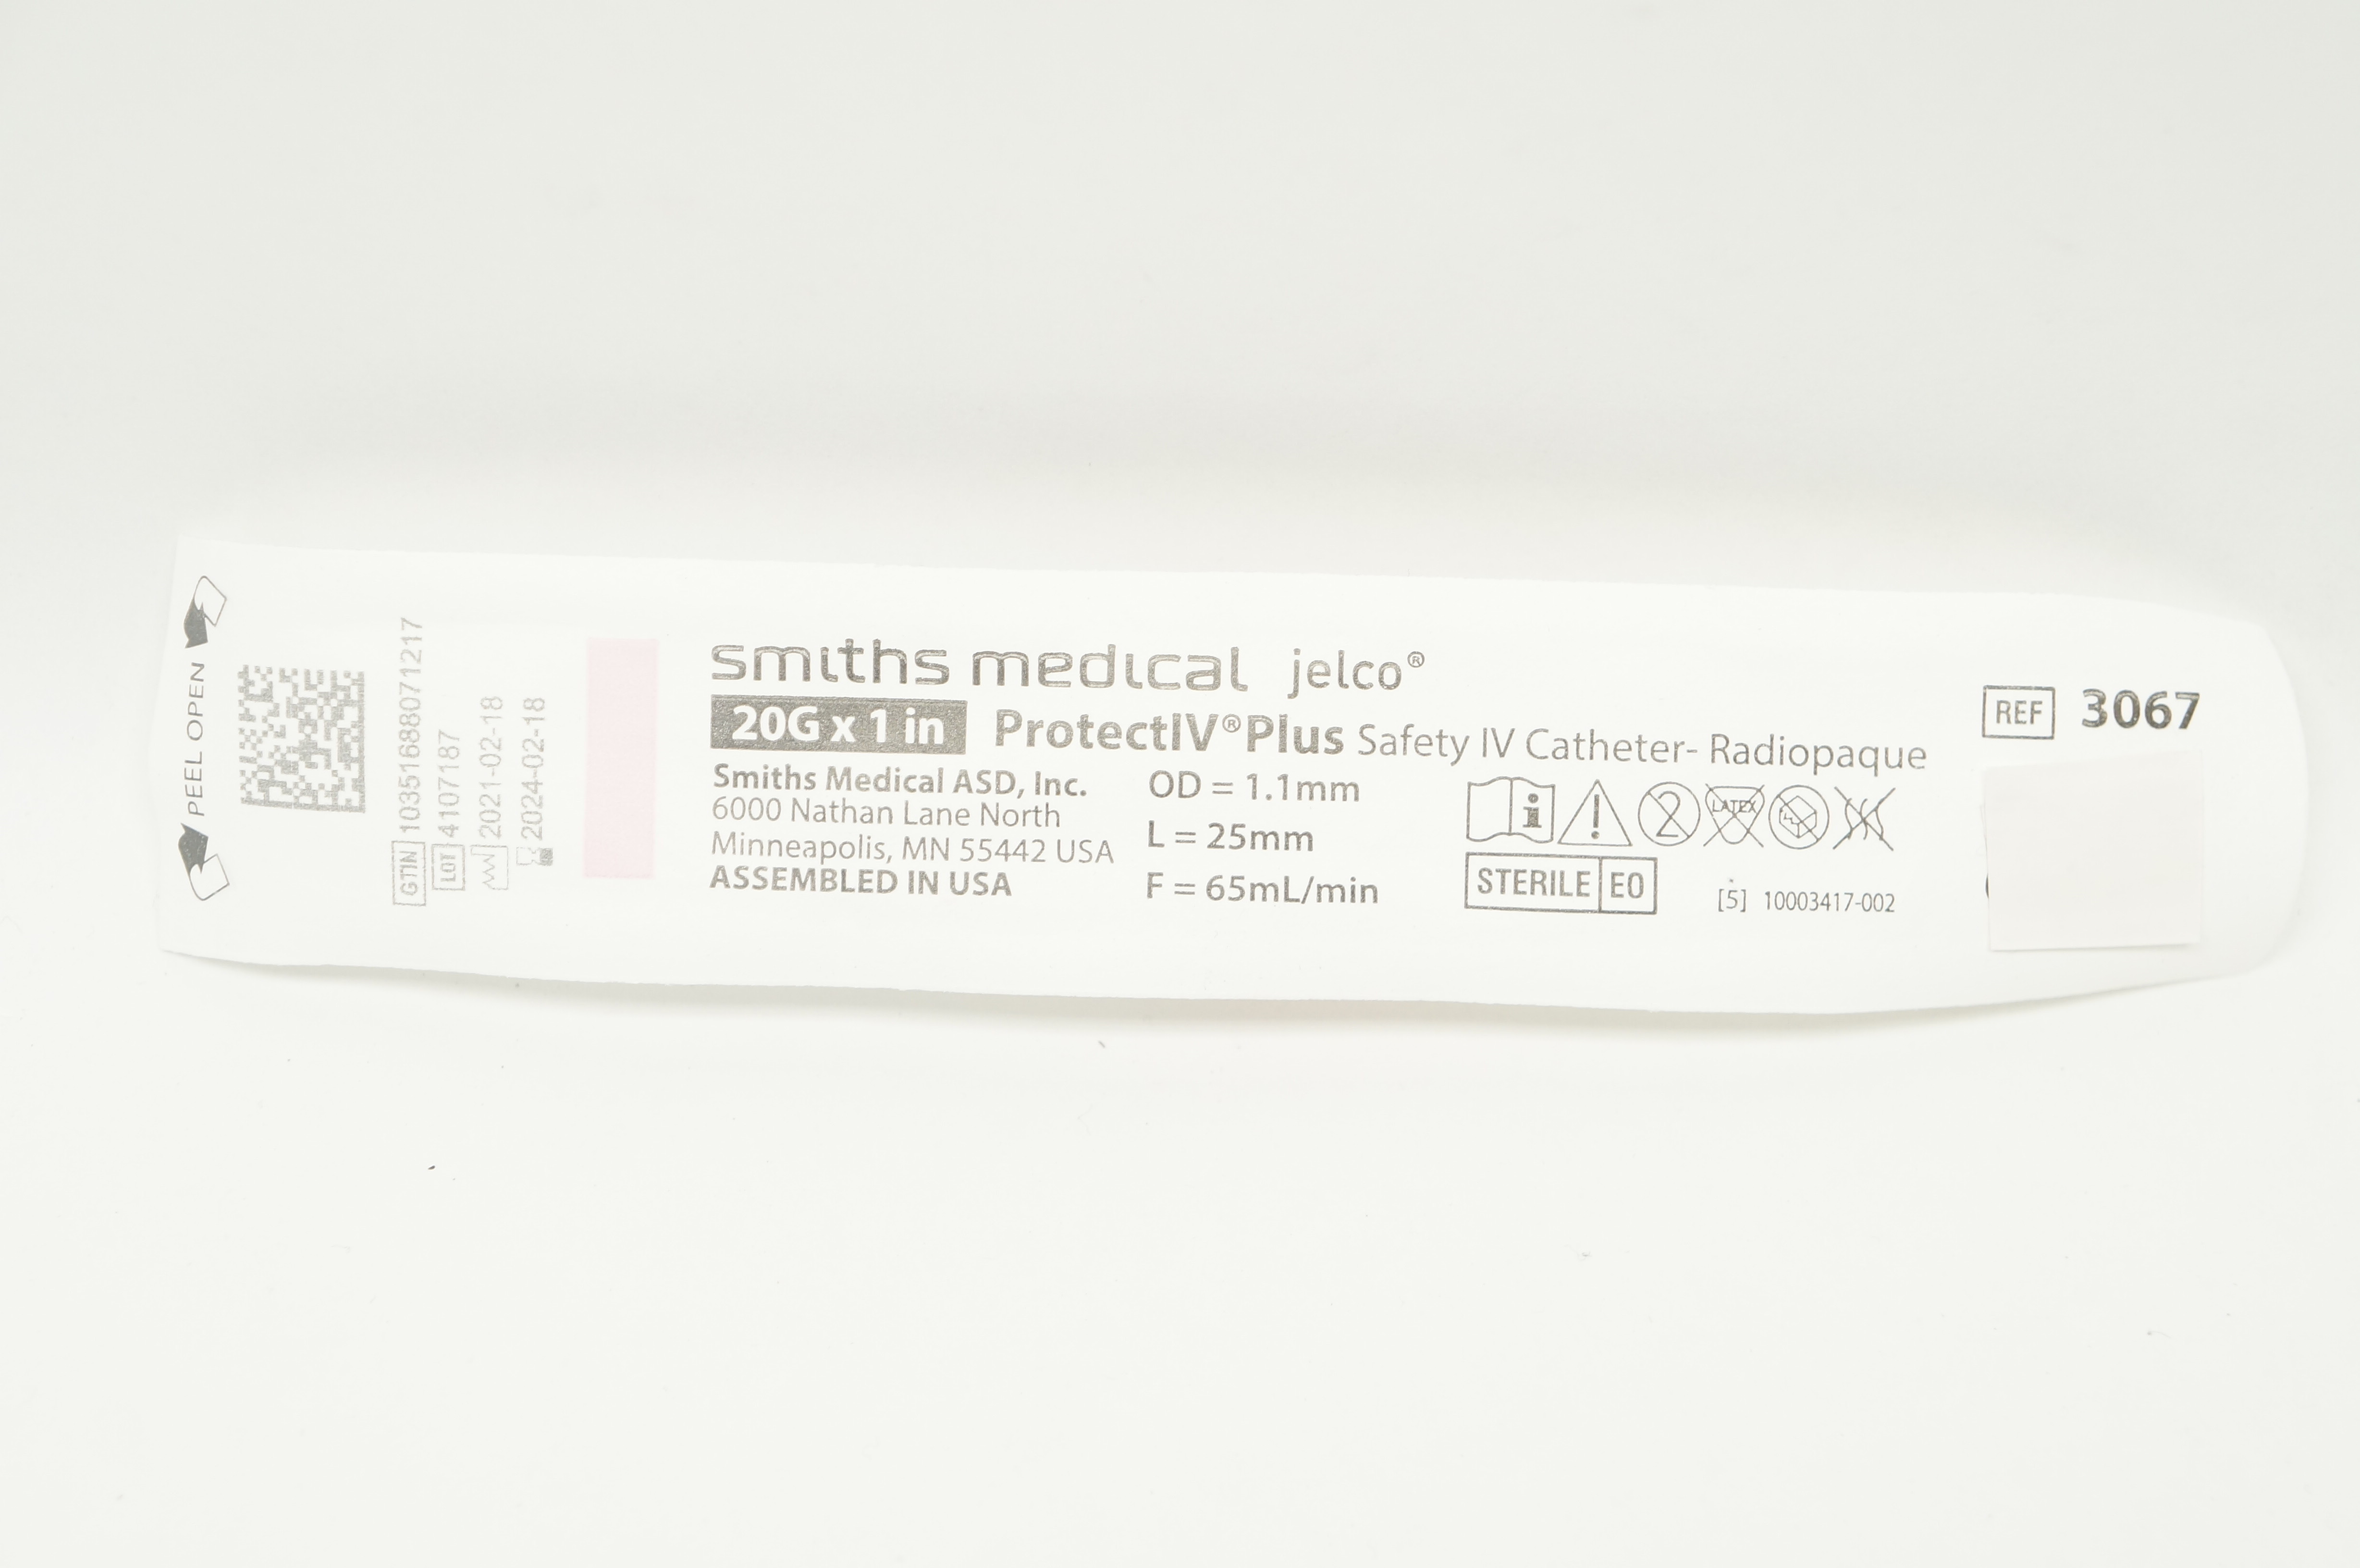 PEEL OPEN
GTIN 10351688071217
LOT 4107187
2021-02-18
2024-02-18
smiths medical jelco®
20G x 1 in ProtectIV® Plus Safety IV Catheter- Radiopaque
Smiths Medical ASD, Inc.
6000 Nathan Lane North
Minneapolis, MN 55442 USA
ASSEMBLED IN USA
OD = 1.1mm
L = 25mm
F = 65mL/min
i ! 2 LATEX
STERILE EO
[5] 10003417-002
REF 3067